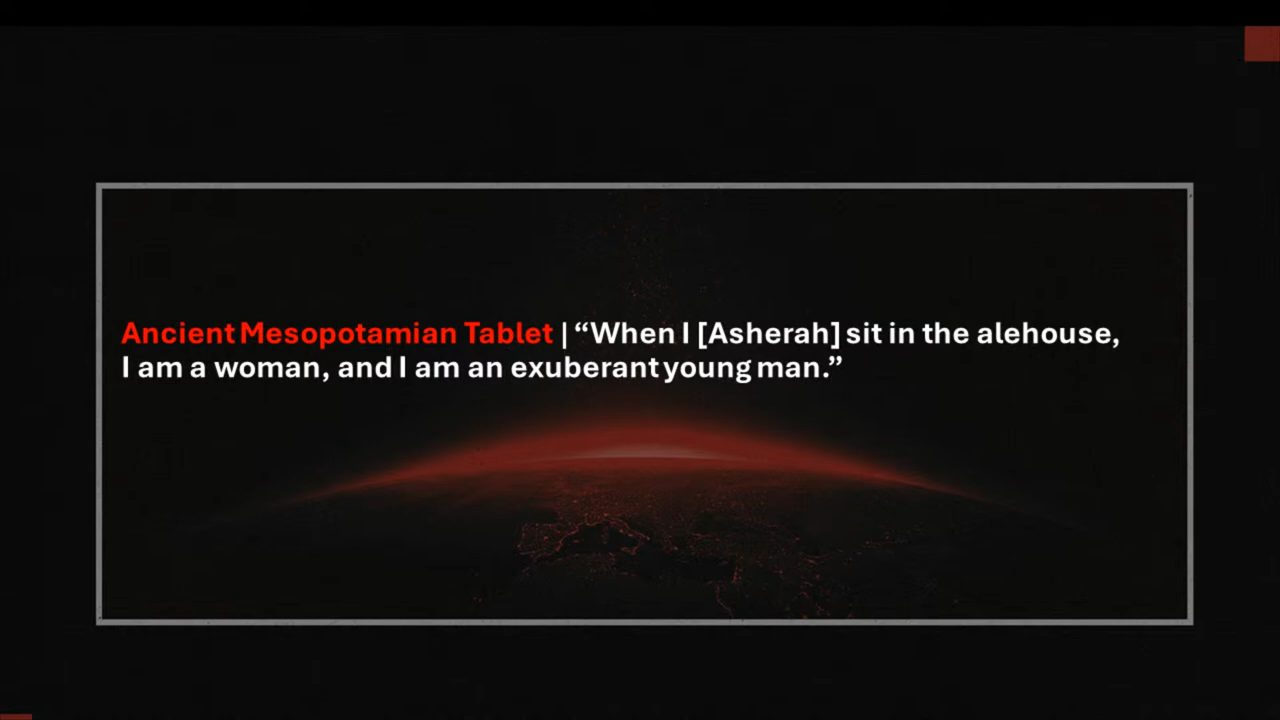 Ancient Mesopotamian Tablet | “When I [Asherah] sit in the alehouse,
I am a woman, and I am an exuberant young man.”